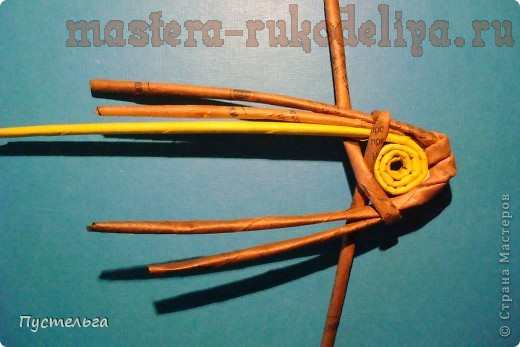 mastera-rukodeliya.ru
© Страна Мастеров
Пустельга